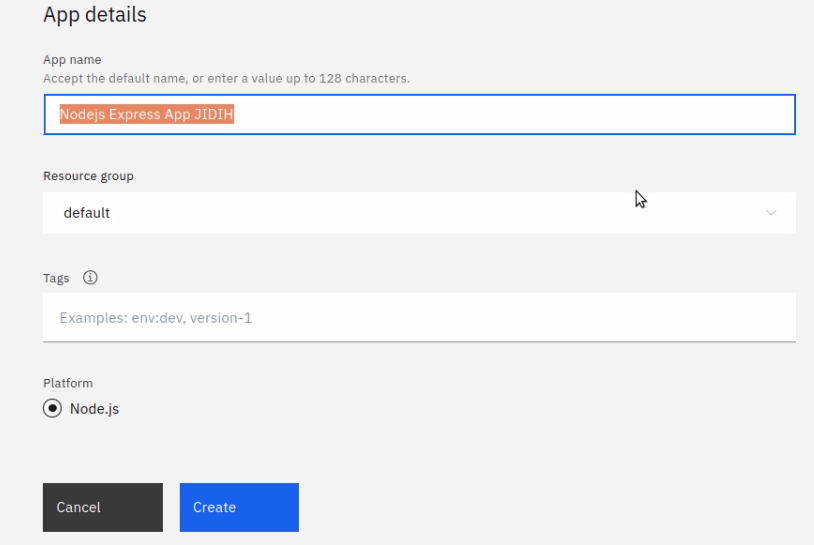 App details
App name
Accept the default name, or enter a value up to 128 characters.
Nodejs Express App JIDIH
Resource group
default
Tags
Examples: env:dev, version-1
Platform
Node.js
Cancel
Create